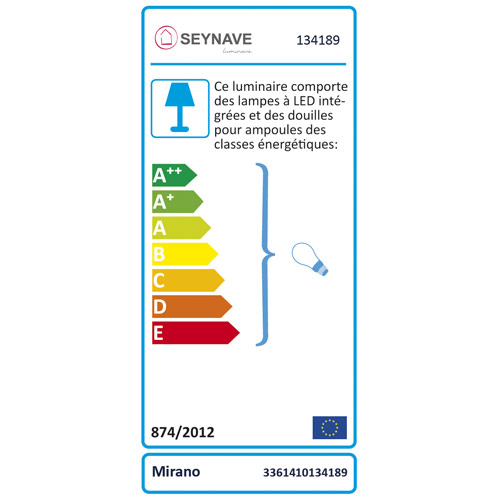 SEYNAVE
luminaire
134189
Ce luminaire comporte
des lampes à LED inté-
grées et des douilles
pour ampoules des
classes énergétiques:
A++
A+
A
B
C
D
E
874/2012
Mirano
3361410134189